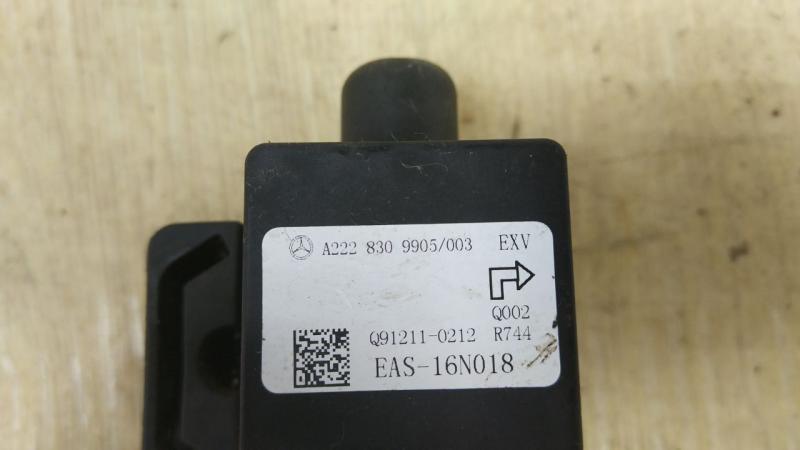 A222 830 9905/003 EXV
Q002
Q91211-0212 R744
EAS-16N018